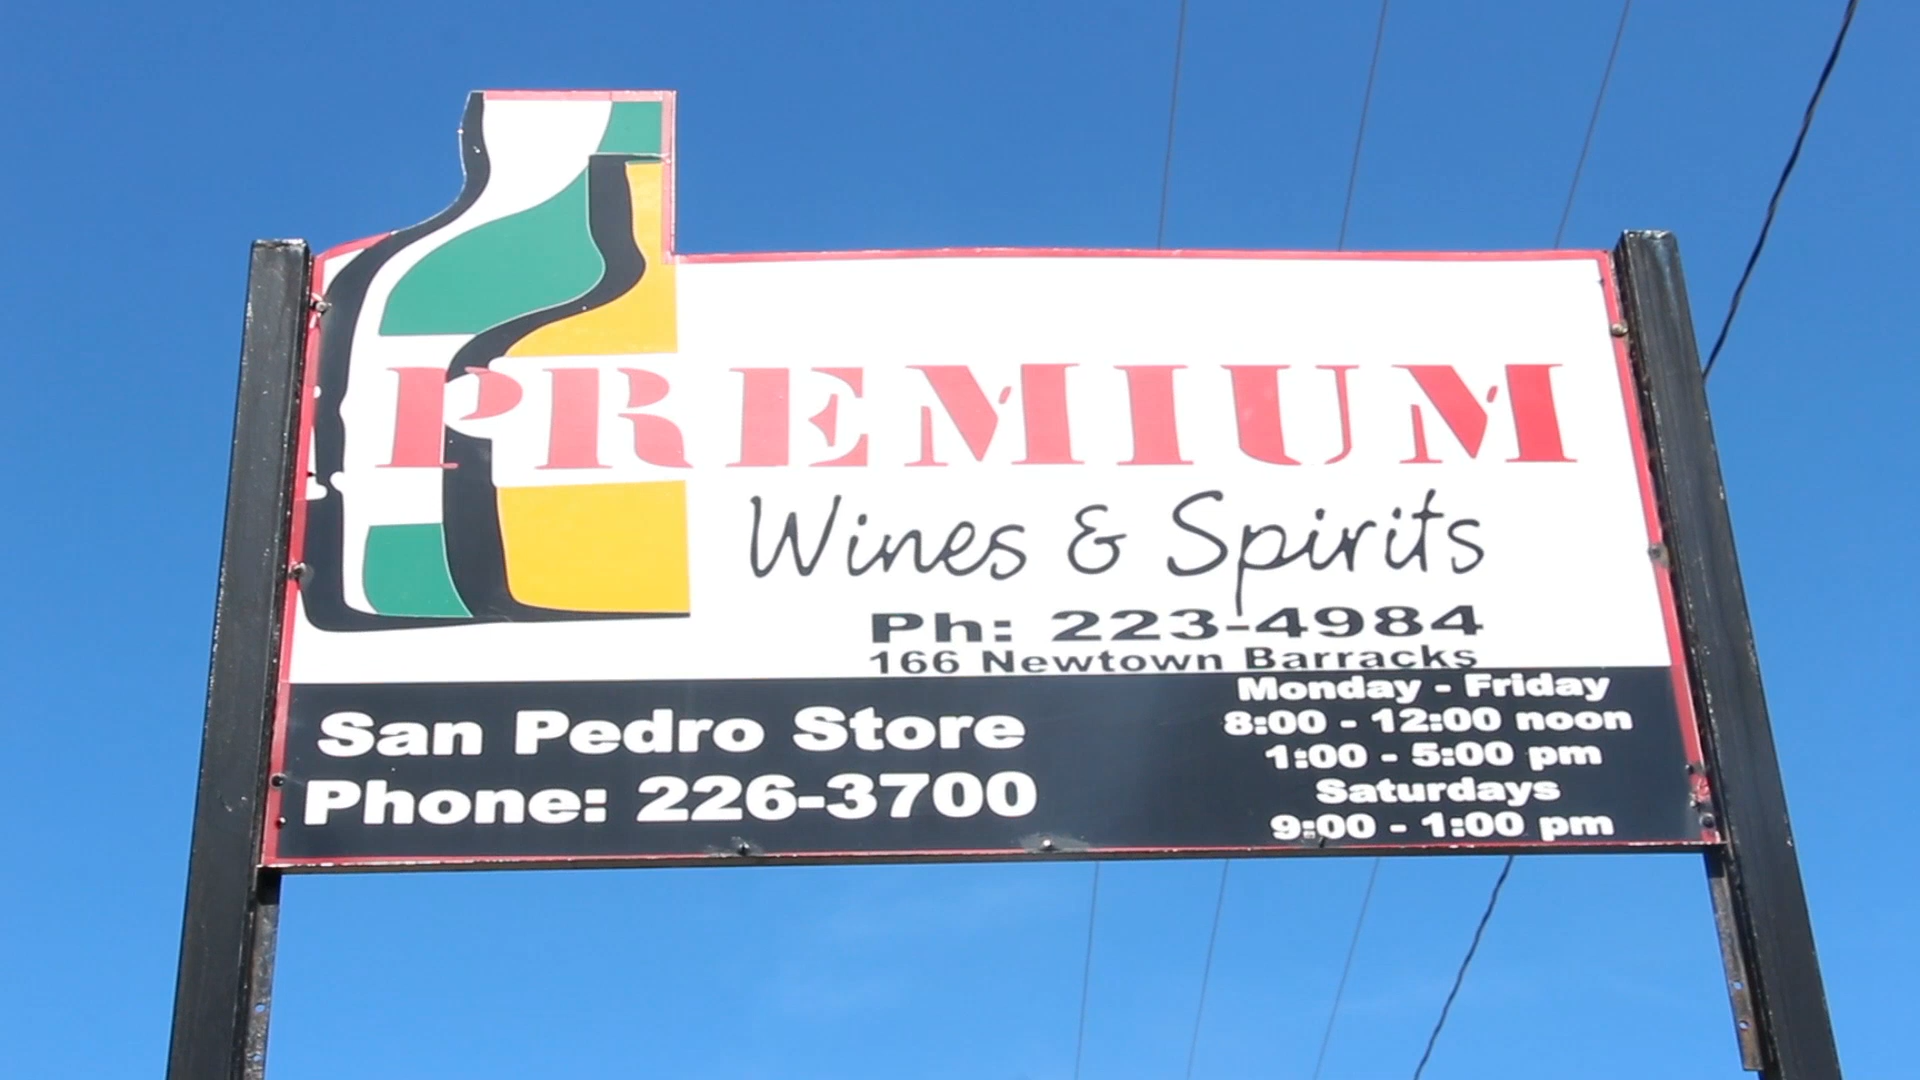 PREMIUM
Wines & Spirits
Ph: 223-4984
166 Newtown Barracks
San Pedro Store
Phone: 226-3700
Monday - Friday
8:00 - 12:00 noon
1:00 - 5:00 pm
Saturdays
9:00 - 1:00 pm